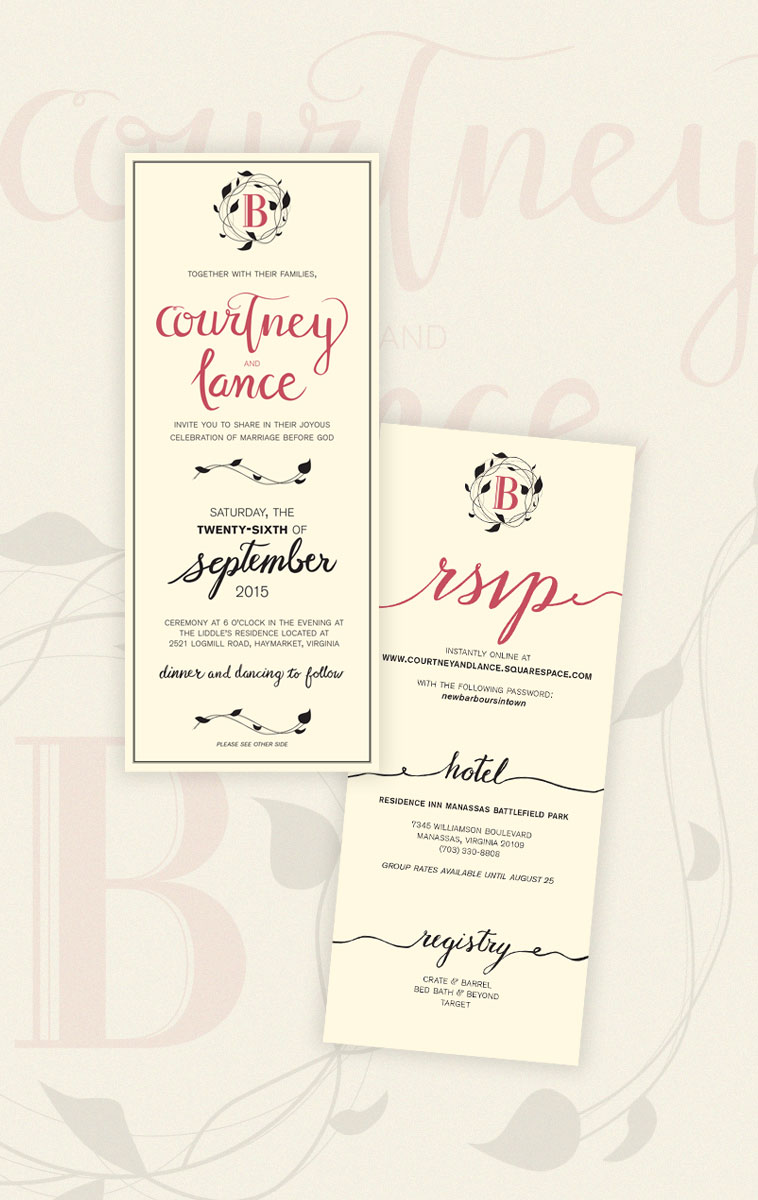 courtney
AND
lance
B
B
TOGETHER WITH THEIR FAMILIES,
courtney
AND
lance
INVITE YOU TO SHARE IN THEIR JOYOUS
CELEBRATION OF MARRIAGE BEFORE GOD
SATURDAY, THE
TWENTY-SIXTH OF
september
2015
CEREMONY AT 6 O'CLOCK IN THE EVENING AT
THE LIDDLE'S RESIDENCE LOCATED AT
2521 LOGMILL ROAD, HAYMARKET, VIRGINIA
dinner and dancing to follow
PLEASE SEE OTHER SIDE
B
rsvp
INSTANTLY ONLINE AT
WWW.COURTNEYANDLANCE.SQUARESPACE.COM
WITH THE FOLLOWING PASSWORD:
newbarboursintown
hotel
RESIDENCE INN MANASSAS BATTLEFIELD PARK
7345 WILLIAMSON BOULEVARD
MANASSAS, VIRGINIA 20109
(703) 330-8808
GROUP RATES AVAILABLE UNTIL AUGUST 25
registry
CRATE & BARREL
BED BATH & BEYOND
TARGET